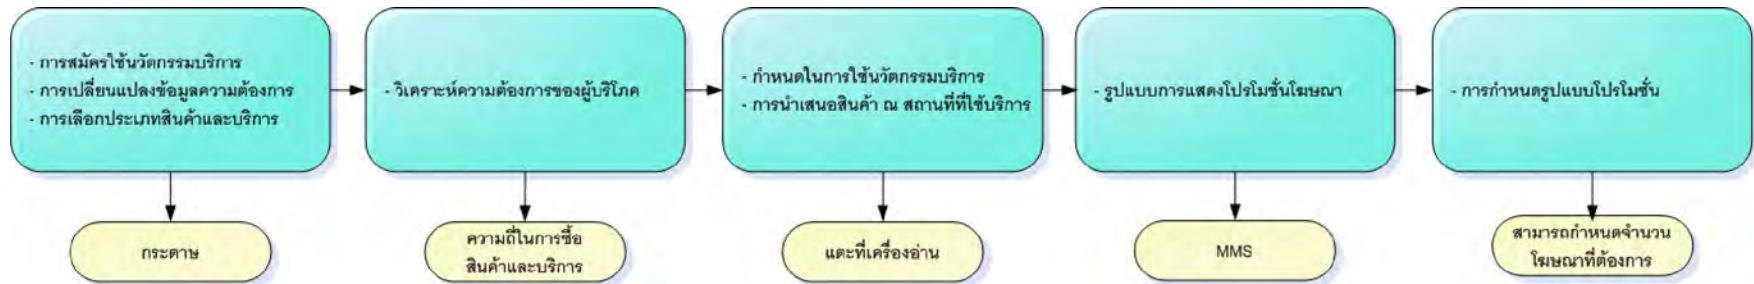 - การสมัครใช้นวัตกรรมบริการ
- การเปลี่ยนแปลงข้อมูลความต้องการ
- การเลือกประเภทสินค้าและบริการ
- วิเคราะห์ความต้องการของผู้บริโภค
- กำหนดในการใช้นวัตกรรมบริการ
- การนำเสนอสินค้า ณ สถานที่ที่ใช้บริการ
- รูปแบบการแสดงโปรโมชั่นโฆษณา
- การกำหนดรูปแบบโปรโมชั่น
กระดาษ
ความถี่ในการซื้อ
สินค้าและบริการ
แตะที่เครื่องอ่าน
MMS
สามารถกำหนดจำนวน
โฆษณาที่ต้องการ